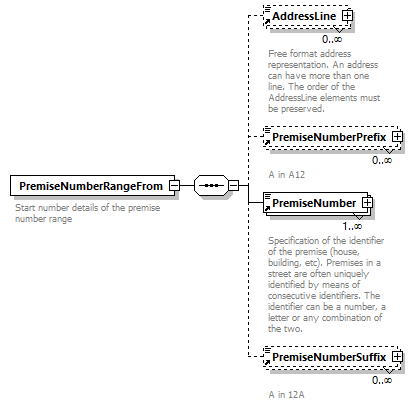 AddressLine
0..∞
Free format address
representation. An address
can have more than one
line. The order of the
AddressLine elements must
be preserved.
PremiseNumberPrefix
0..∞
A in A12
PremiseNumberRangeFrom
Start number details of the premise
number range
PremiseNumber
1..∞
Specification of the identifier
of the premise (house,
building, etc). Premises in a
street are often uniquely
identified by means of
consecutive identifiers. The
identifier can be a number, a
letter or any combination of
the two.
PremiseNumberSuffix
0..∞
A in 12A